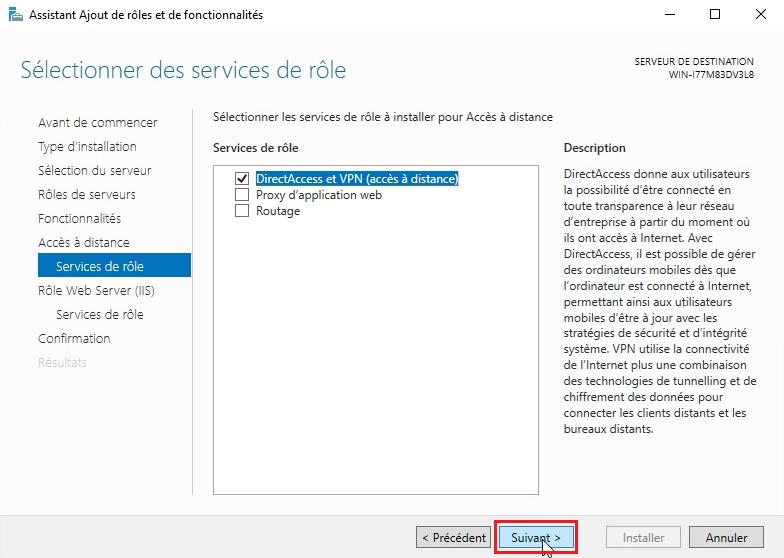 Assistant Ajout de rôles et de fonctionnalités
Sélectionner des services de rôle
SERVEUR DE DESTINATION
WIN-I77M83DV3L8
Avant de commencer
Type d'installation
Sélection du serveur
Rôles de serveurs
Fonctionnalités
Accès à distance
Services de rôle
Rôle Web Server (IIS)
Services de rôle
Confirmation
Résultats
Sélectionner les services de rôle à installer pour Accès à distance
Services de rôle
DirectAccess et VPN (accès à distance)
Proxy d'application web
Routage
Description
DirectAccess donne aux utilisateurs
la possibilité d'être connecté en
toute transparence à leur réseau
d'entreprise à partir du moment où
ils ont accès à Internet. Avec
DirectAccess, il est possible de gérer
des ordinateurs mobiles dès que
l'ordinateur est connecté à Internet,
permettant ainsi aux utilisateurs
mobiles d'être à jour avec les
stratégies de sécurité et d'intégrité
système. VPN utilise la connectivité
de l'Internet plus une combinaison
des technologies de tunnelling et de
chiffrement des données pour
connecter les clients distants et les
bureaux distants.
< Précédent
Suivant >
Installer
Annuler